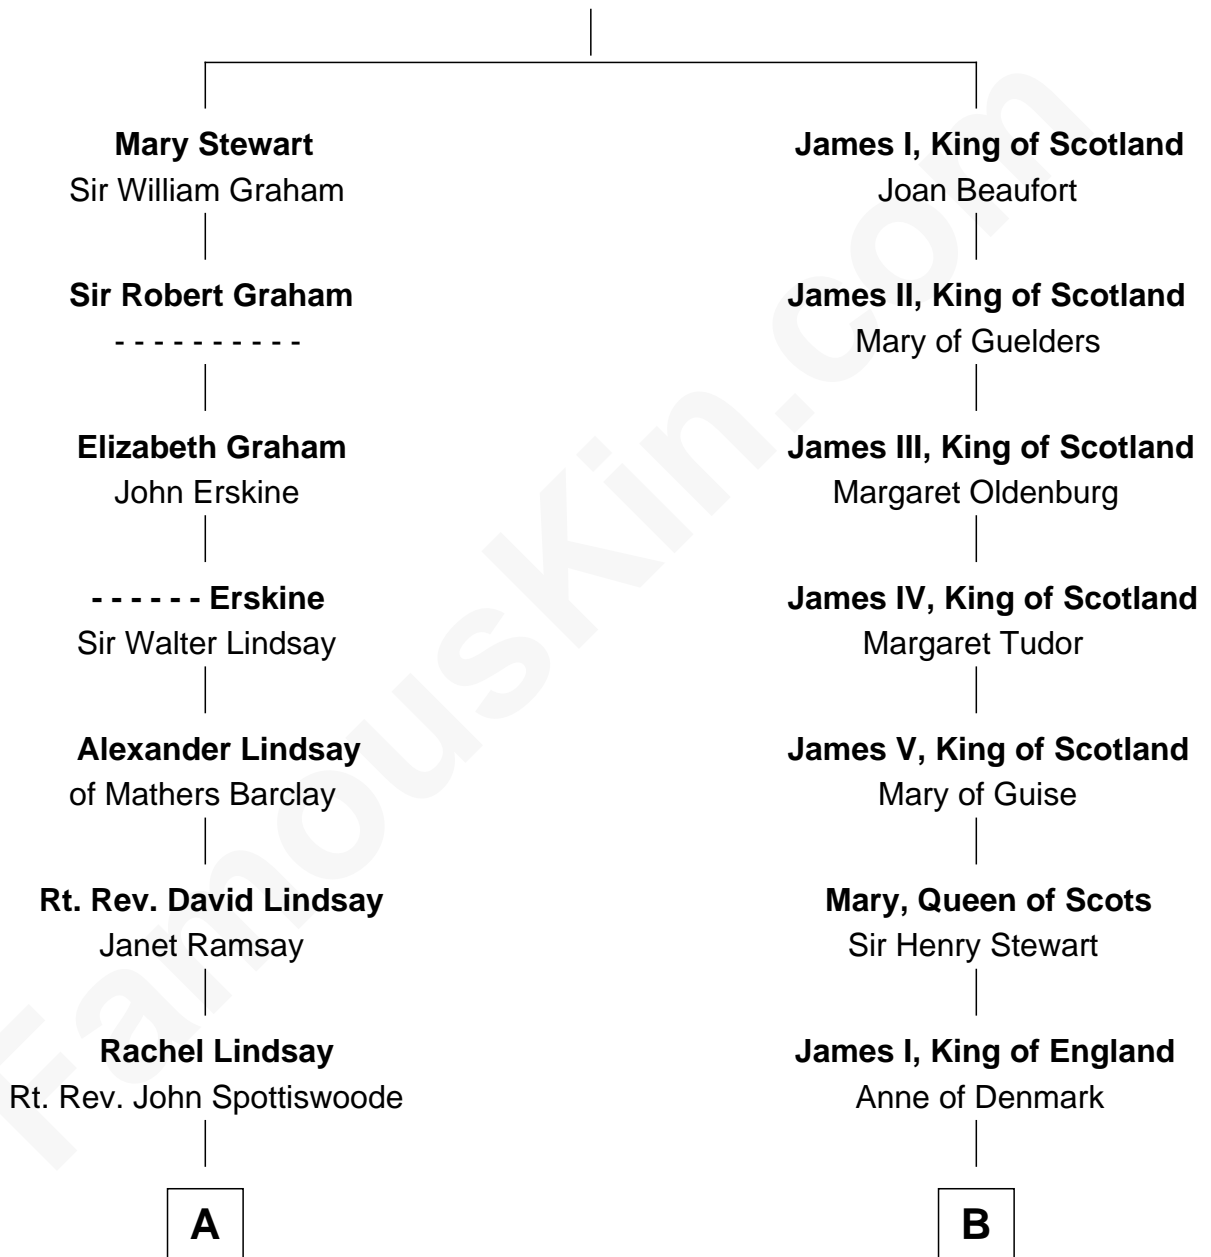 Mary Stewart
Sir William Graham
Sir Robert Graham
- - - - - - - - - -
Elizabeth Graham
John Erskine
- - - - - - Erskine
Sir Walter Lindsay
Alexander Lindsay
of Mathers Barclay
Rt. Rev. David Lindsay
Janet Ramsay
Rachel Lindsay
Rt. Rev. John Spottiswoode
A
James I, King of Scotland
Joan Beaufort
James II, King of Scotland
Mary of Guelders
James III, King of Scotland
Margaret Oldenburg
James IV, King of Scotland
Margaret Tudor
James V, King of Scotland
Mary of Guise
Mary, Queen of Scots
Sir Henry Stewart
James I, King of England
Anne of Denmark
B
FamousKin.com